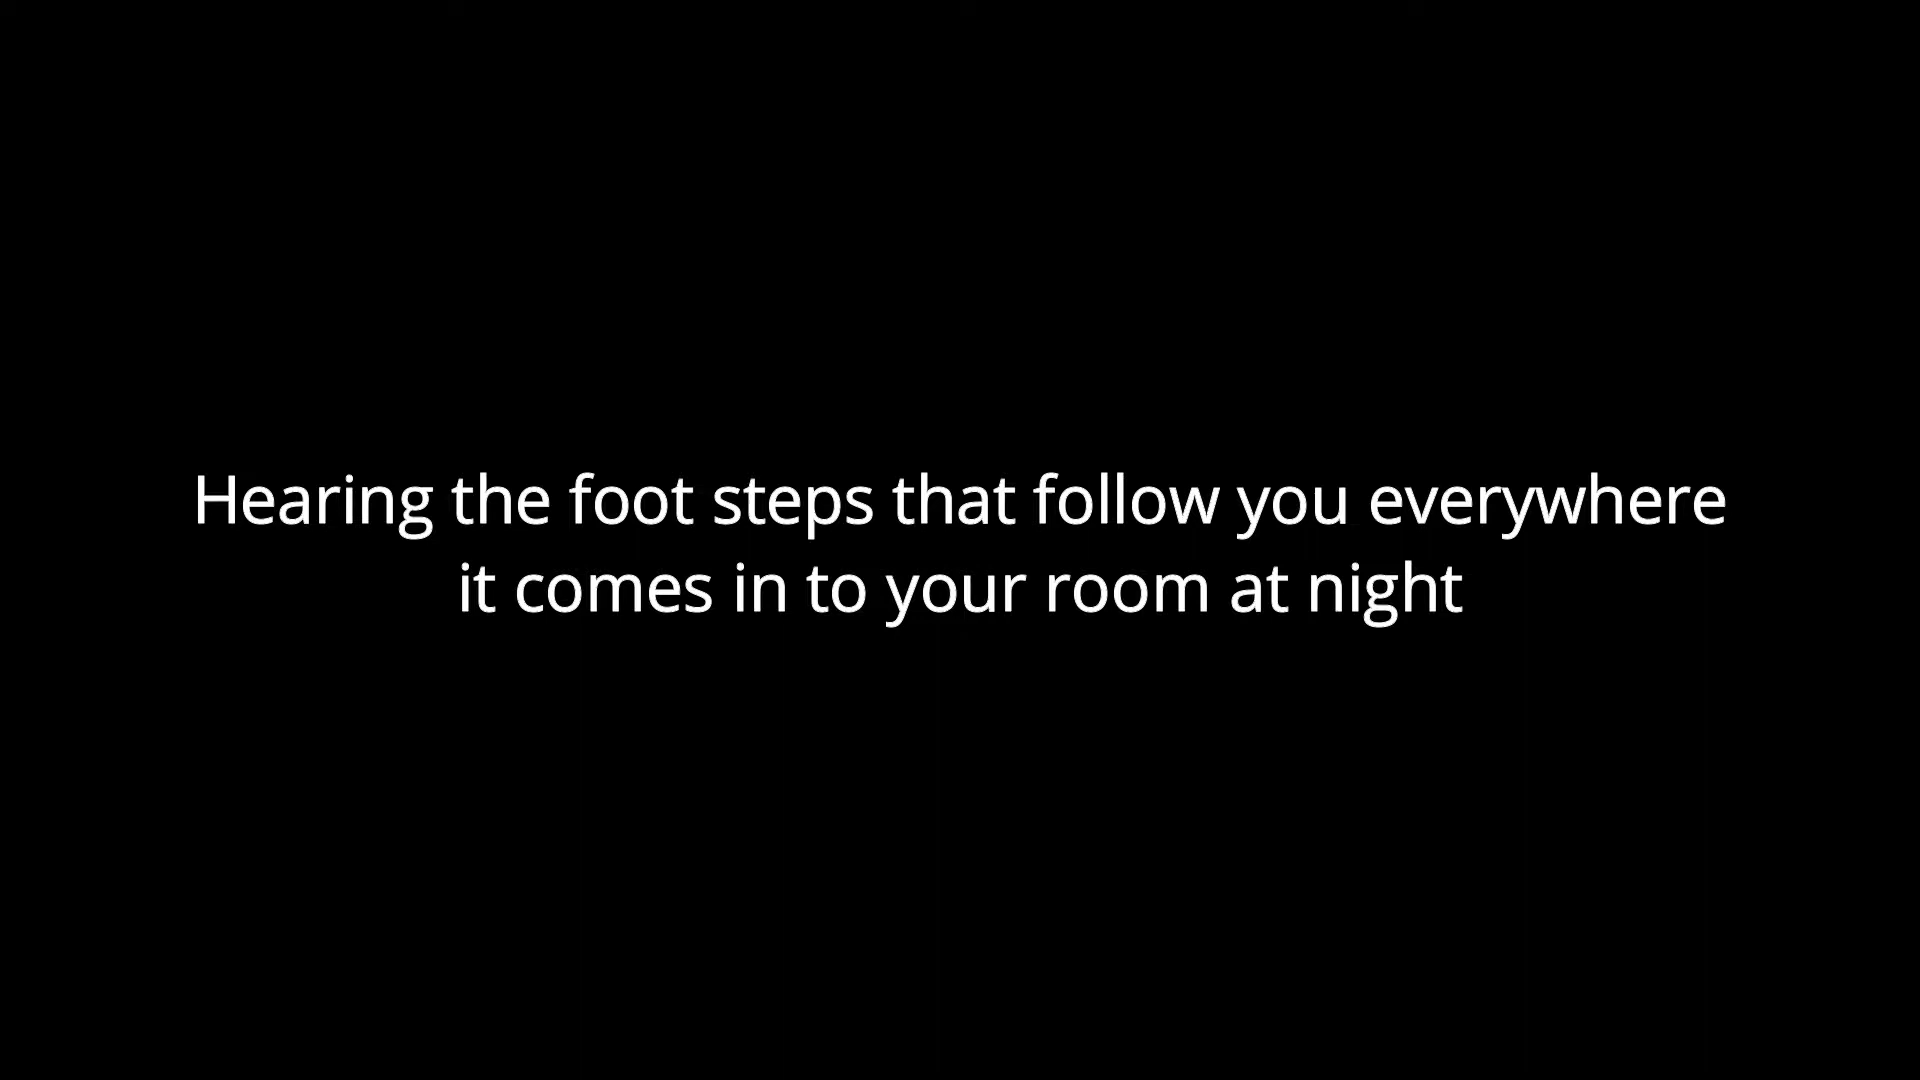 Hearing the foot steps that follow you everywhere
it comes in to your room at night